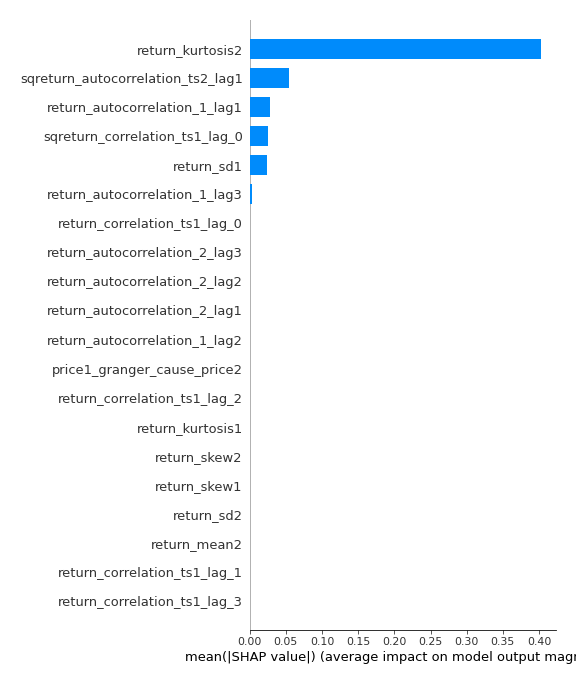 return_kurtosis2
sqreturn_autocorrelation_ts2_lag1
return_autocorrelation_1_lag1
sqreturn_correlation_ts1_lag_0
return_sd1
return_autocorrelation_1_lag3
return_correlation_ts1_lag_0
return_autocorrelation_2_lag3
return_autocorrelation_2_lag2
return_autocorrelation_2_lag1
return_autocorrelation_1_lag2
price1_granger_cause_price2
return_correlation_ts1_lag_2
return_kurtosis1
return_skew2
return_skew1
return_sd2
return_mean2
return_correlation_ts1_lag_1
return_correlation_ts1_lag_3
0.00 0.05 0.10 0.15 0.20 0.25 0.30 0.35 0.40
mean(|SHAP value|) (average impact on model output magn